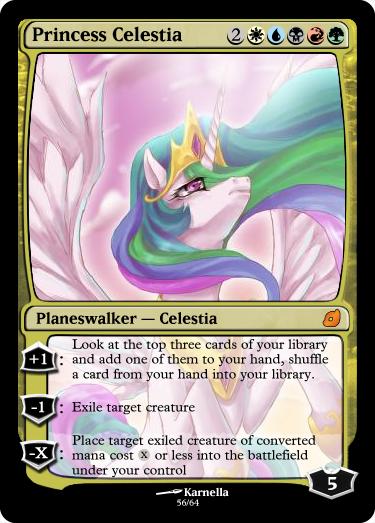 Princess Celestia 2
Planeswalker — Celestia
+1: Look at the top three cards of your library
and add one of them to your hand, shuffle
a card from your hand into your library.
-1: Exile target creature
-X: Place target exiled creature of converted
mana cost X or less into the battlefield
under your control
5
Karnella
56/64